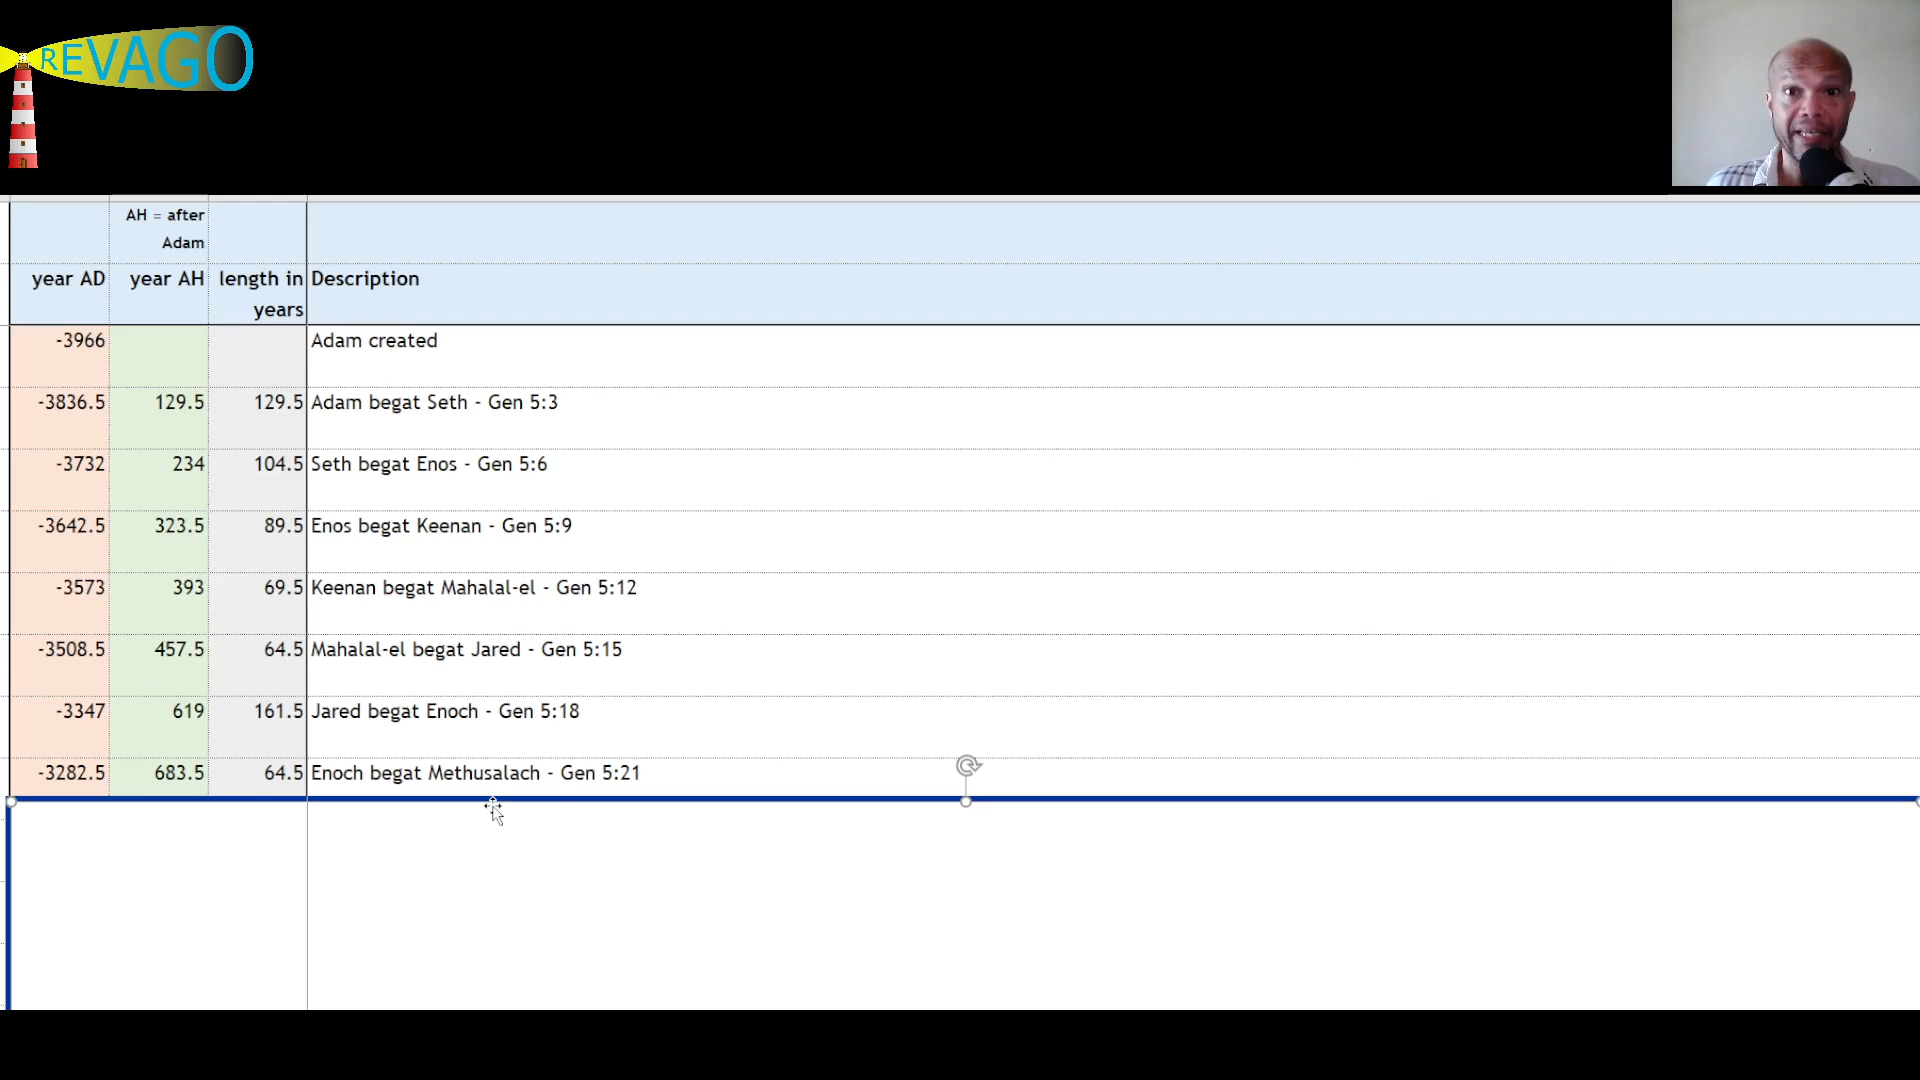 REVAGO
AH = after
Adam
year AD year AH length in Description
years
-3966 Adam created
-3836.5 129.5 129.5 Adam begat Seth - Gen 5:3
-3732 234 104.5 Seth begat Enos - Gen 5:6
-3642.5 323.5 89.5 Enos begat Keenan - Gen 5:9
-3573 393 69.5 Keenan begat Mahalal-el - Gen 5:12
-3508.5 457.5 64.5 Mahalal-el begat Jared - Gen 5:15
-3347 619 161.5 Jared begat Enoch - Gen 5:18
-3282.5 683.5 64.5 Enoch begat Methusalach - Gen 5:21